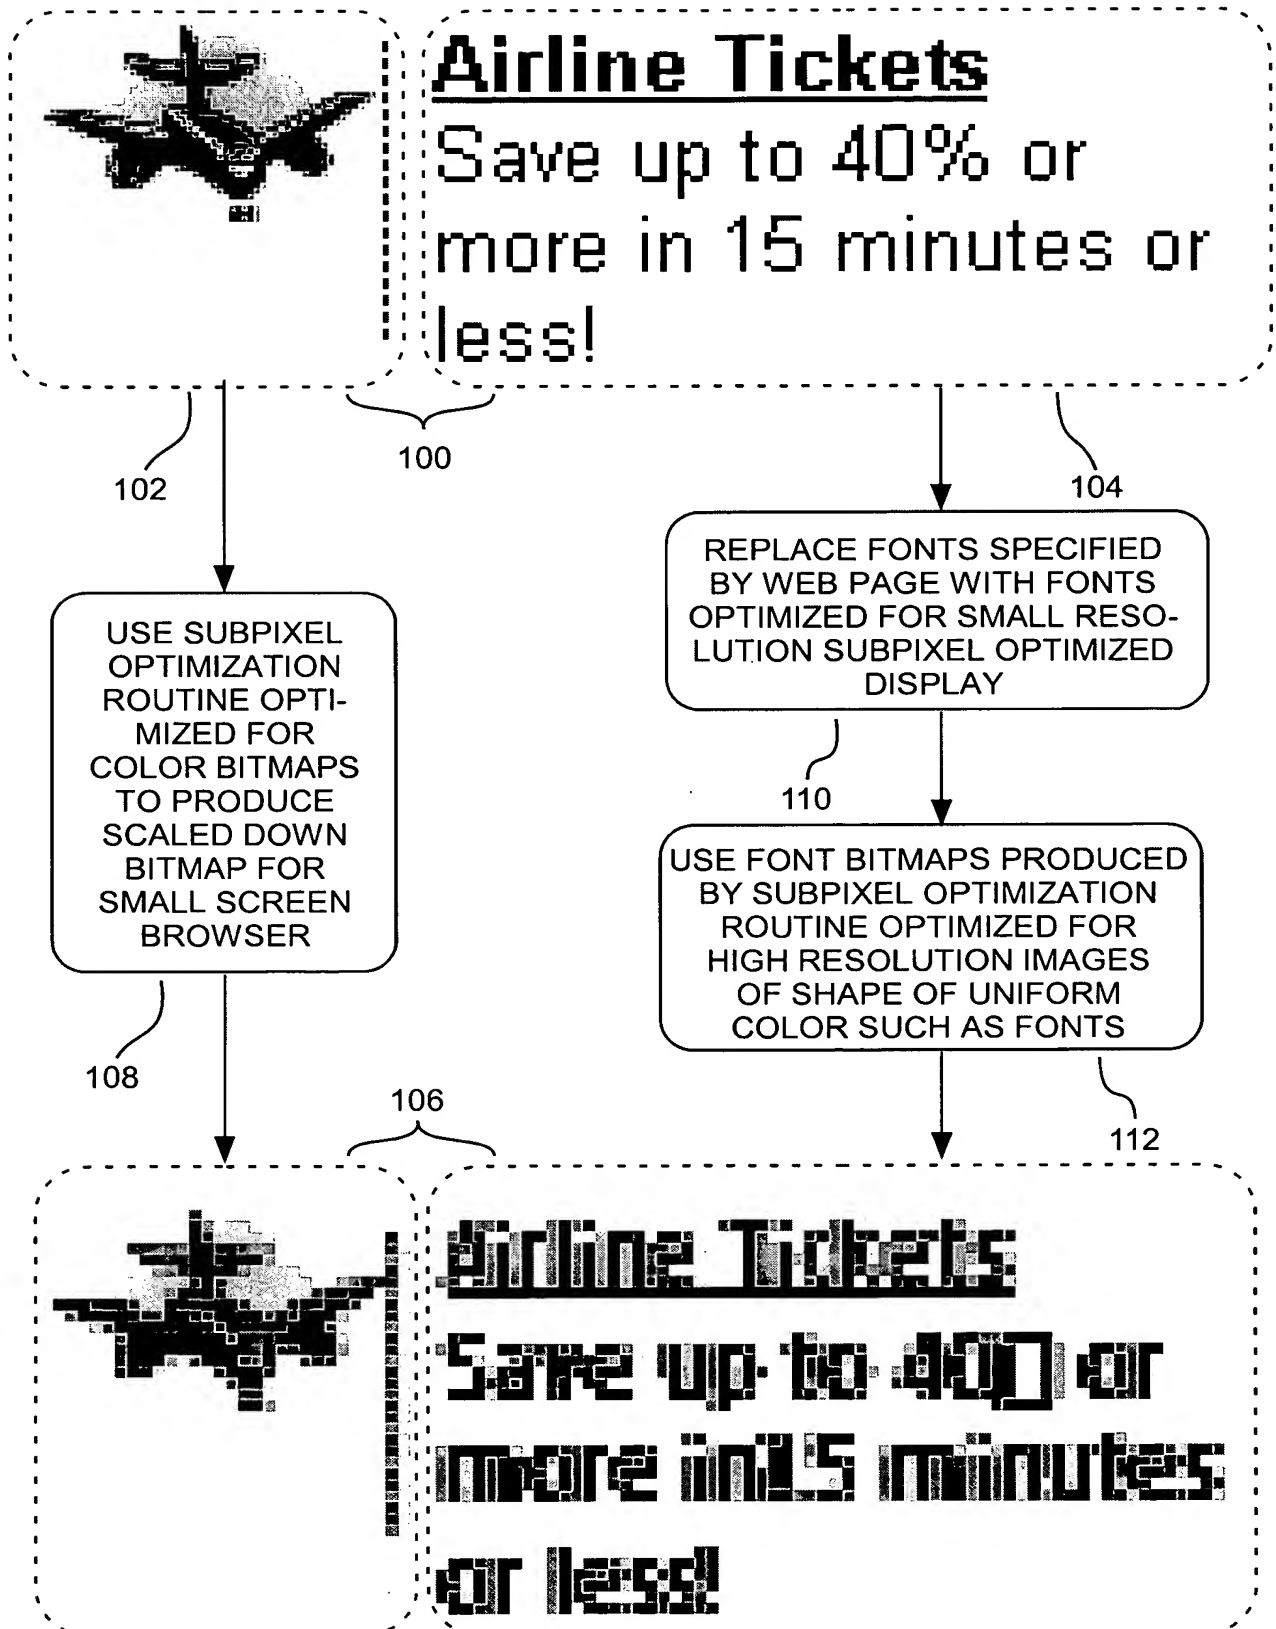 Airline Tickets
Save up to 40% or
more in 15 minutes or
less!
100
102
104
REPLACE FONTS SPECIFIED
BY WEB PAGE WITH FONTS
OPTIMIZED FOR SMALL RESO-
LUTION SUBPIXEL OPTIMIZED
DISPLAY
USE SUBPIXEL
OPTIMIZATION
ROUTINE OPTI-
MIZED FOR
COLOR BITMAPS
TO PRODUCE
SCALED DOWN
BITMAP FOR
SMALL SCREEN
BROWSER
110
USE FONT BITMAPS PRODUCED
BY SUBPIXEL OPTIMIZATION
ROUTINE OPTIMIZED FOR
HIGH RESOLUTION IMAGES
OF SHAPE OF UNIFORM
COLOR SUCH AS FONTS
108
106
112
Airline Tickets
Save up to 40 or
more in 15 minutes
or less!